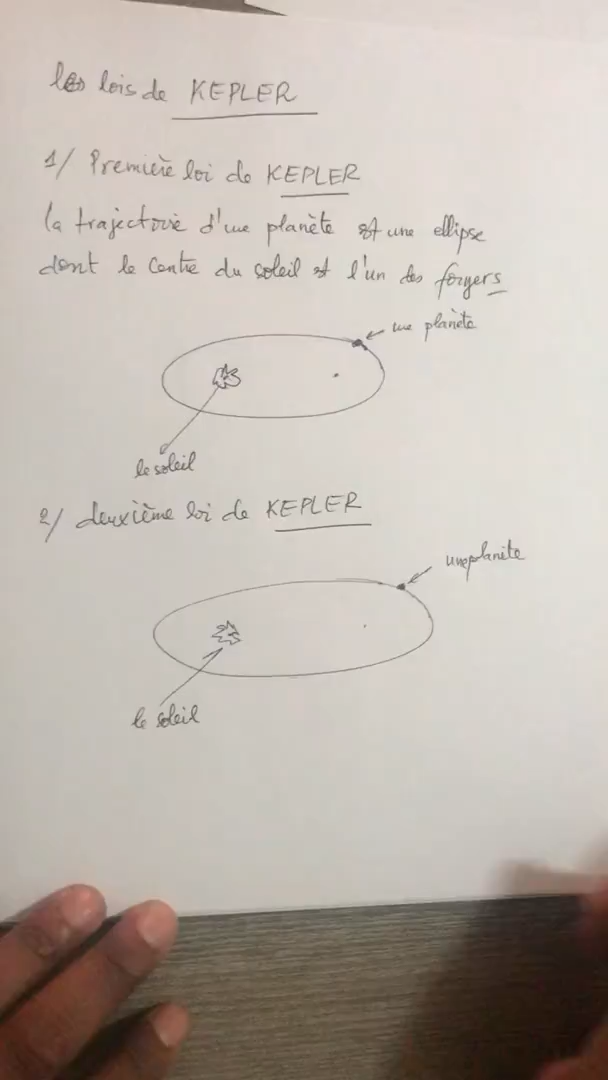 les lois de KEPLER
1/ Première loi de KEPLER
la trajectoire d'une planète est une ellipse
dont le centre du soleil est l'un des foyers
une planète
le soleil
2/ deuxième loi de KEPLER
une planète
le soleil